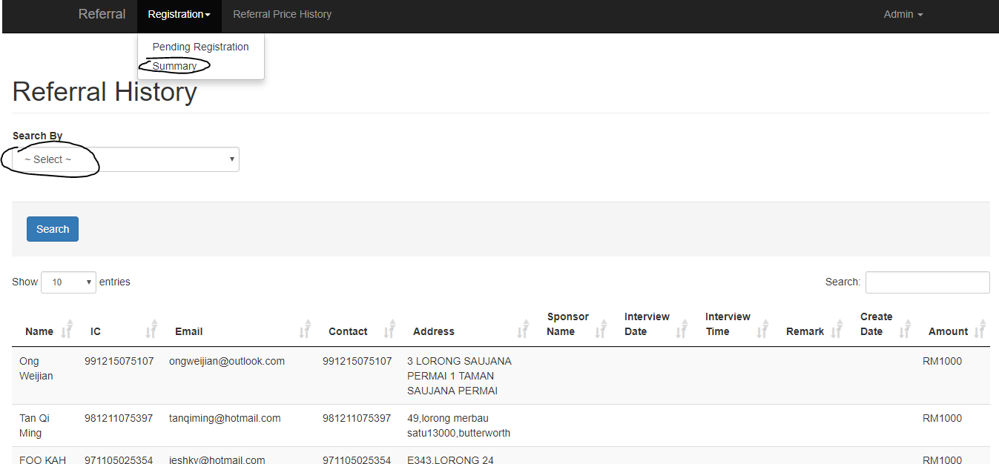 Referral Registration Referral Price History Admin
Pending Registration
Summary
Referral History
Search By
~ Select ~
Search
Show 10 entries Search:
Name IC Email Contact Address Sponsor Name Interview Date Interview Time Remark Create Date Amount
Ong Weijian 991215075107 ongweijian@outlook.com 991215075107 3 LORONG SAUJANA PERMAI 1 TAMAN SAUJANA PERMAI RM1000
Tan Qi Ming 981211075397 tanqiming@hotmail.com 981211075397 49,lorong merbau satu13000,butterworth RM1000
FOO KAH 971105025354 jeshky@hotmail.com 971105025354 E343,LORONG 24 RM1000